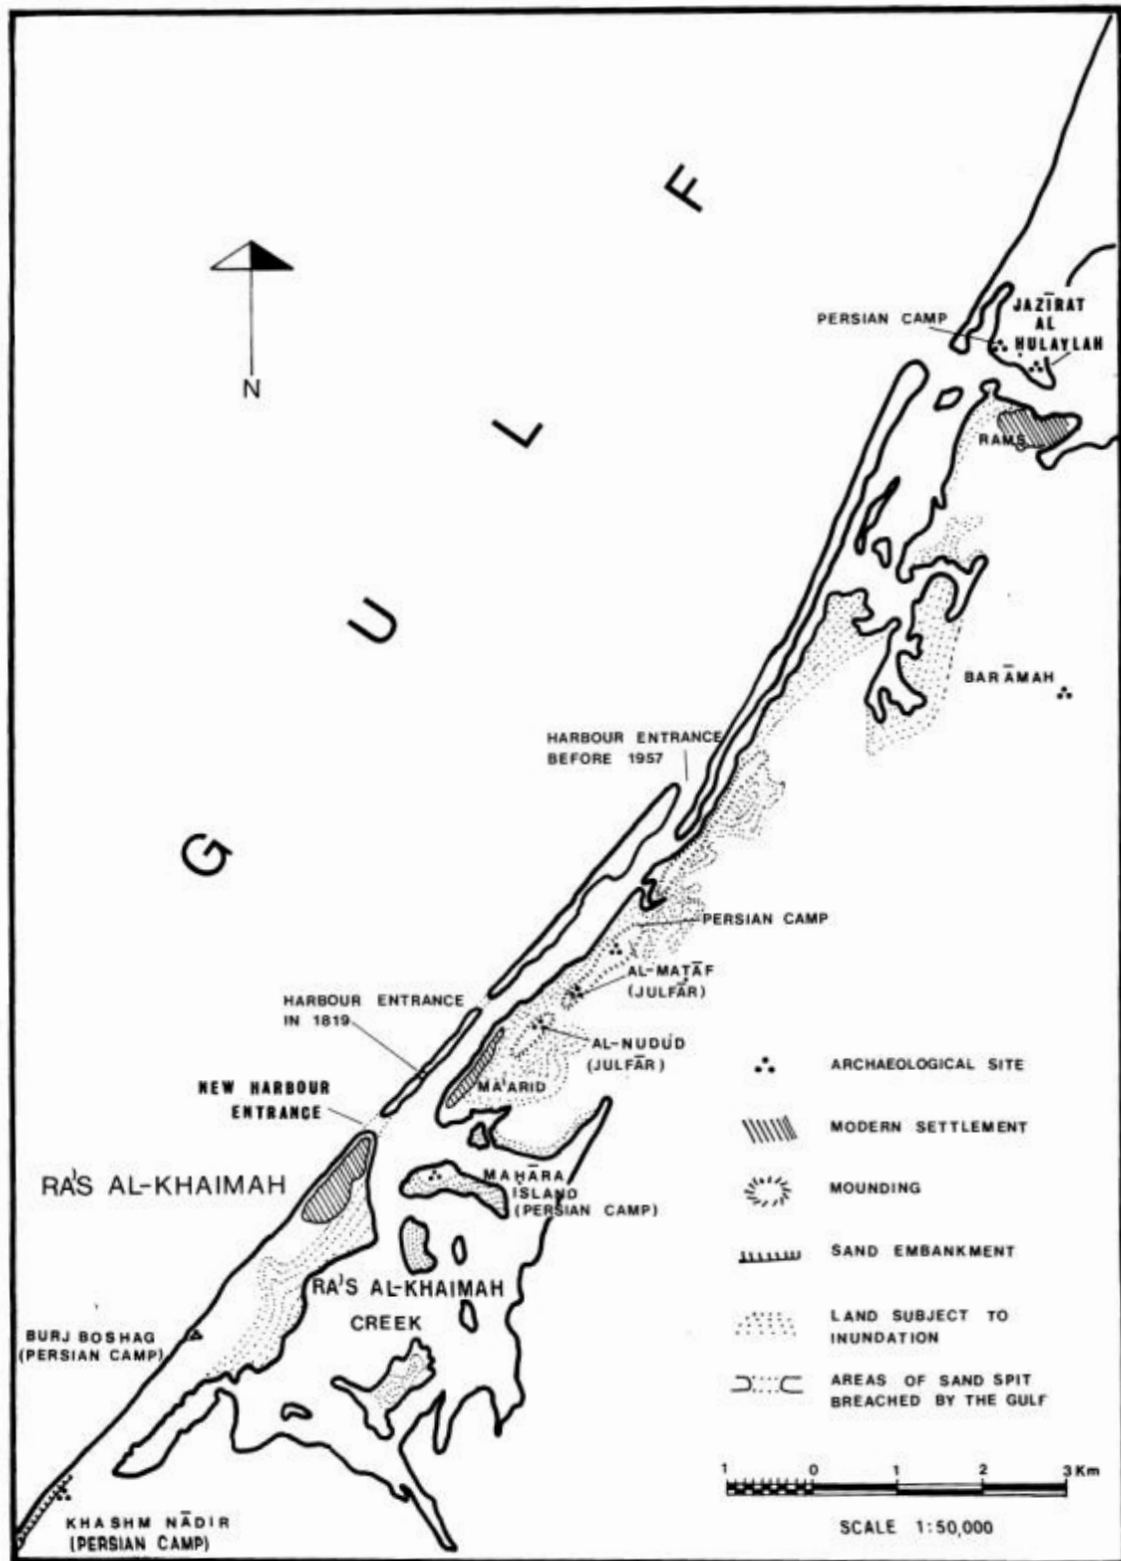 G U L F
N
PERSIAN CAMP
JAZĪRAT
AL
HULAYLAH
RAMS
BARĀMAH
HARBOUR ENTRANCE
BEFORE 1957
PERSIAN CAMP
AL-MAṬĀF
(JULFĀR)
HARBOUR ENTRANCE
IN 1819
AL-NUDŪD
(JULFĀR)
MA'ARID
NEW HARBOUR
ENTRANCE
RA'S AL-KHAIMAH
MAHĀRA
ISLAND
(PERSIAN CAMP)
RA'S AL-KHAIMAH
CREEK
BURJ BOSHAG
(PERSIAN CAMP)
KHASHM NĀDIR
(PERSIAN CAMP)
ARCHAEOLOGICAL SITE
MODERN SETTLEMENT
MOUNDING
SAND EMBANKMENT
LAND SUBJECT TO
INUNDATION
AREAS OF SAND SPIT
BREACHED BY THE GULF
1 0 1 2 3 Km
SCALE 1:50,000